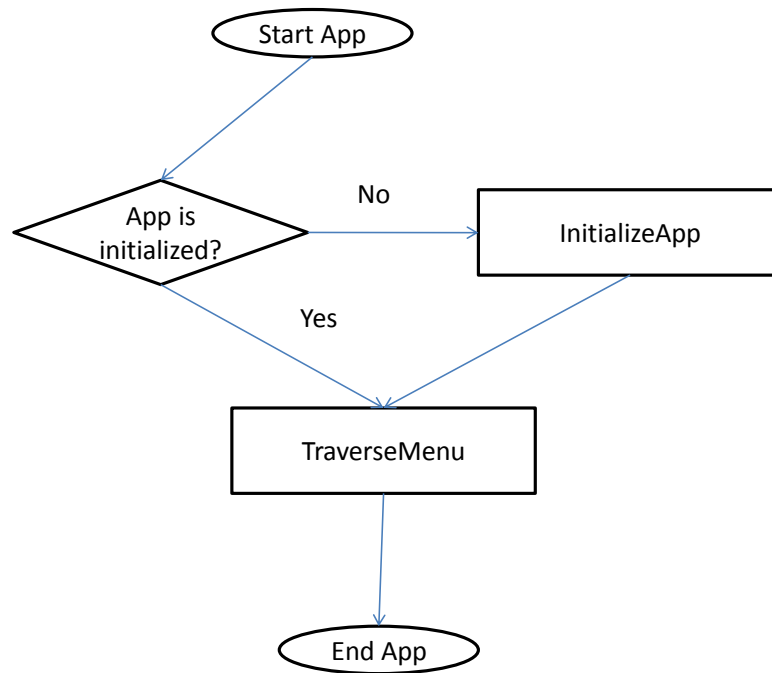 Start App
App is
initialized?
No
InitializeApp
Yes
TraverseMenu
End App